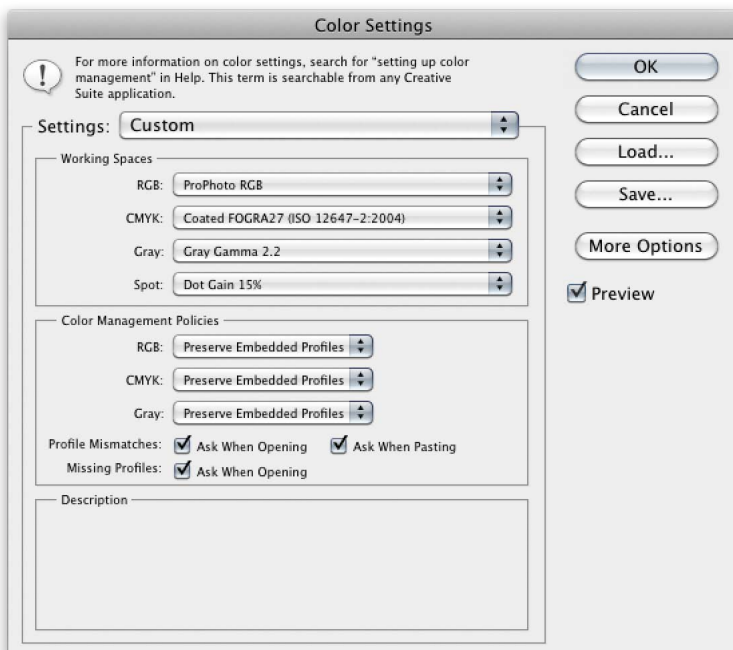 Color Settings
For more information on color settings, search for “setting up color
management” in Help. This term is searchable from any Creative
Suite application.
Settings: Custom
Working Spaces
RGB: ProPhoto RGB
CMYK: Coated FOGRA27 (ISO 12647-2:2004)
Gray: Gray Gamma 2.2
Spot: Dot Gain 15%
Color Management Policies
RGB: Preserve Embedded Profiles
CMYK: Preserve Embedded Profiles
Gray: Preserve Embedded Profiles
Profile Mismatches: Ask When Opening Ask When Pasting
Missing Profiles: Ask When Opening
Description
OK
Cancel
Load...
Save...
More Options
Preview